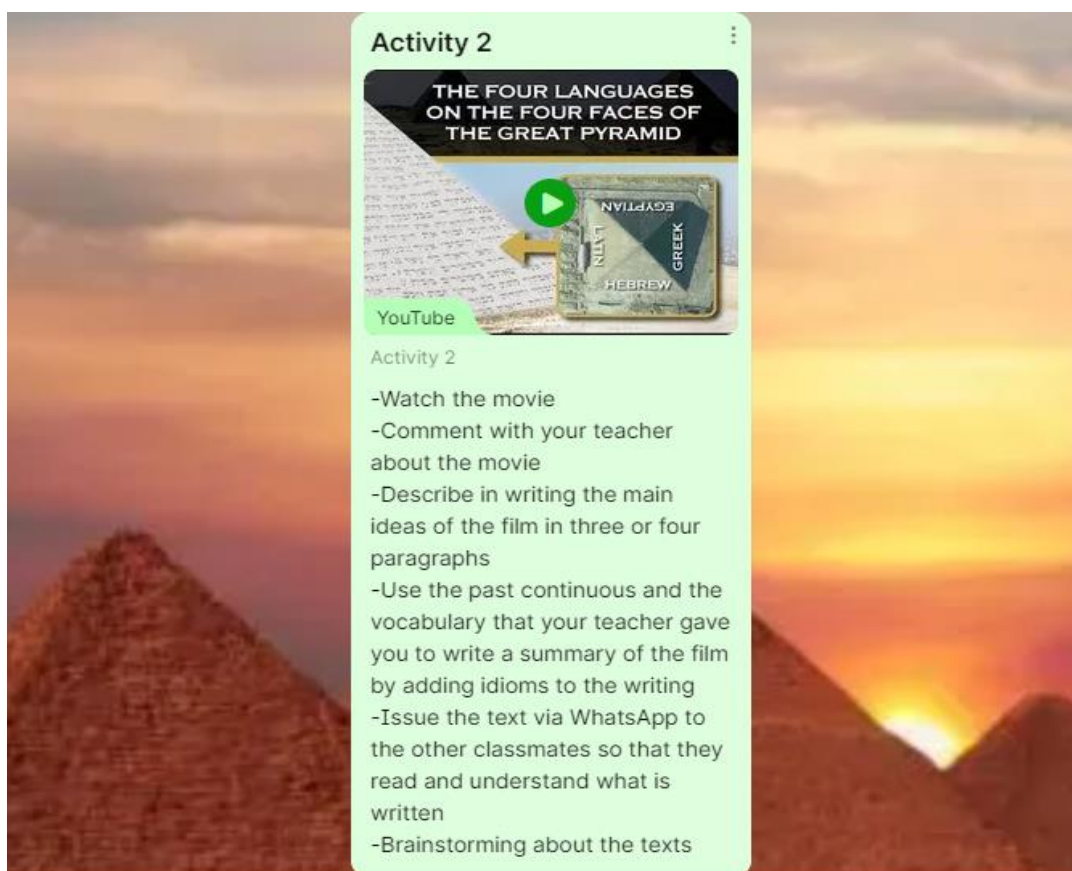 Activity 2
THE FOUR LANGUAGES
ON THE FOUR FACES OF
THE GREAT PYRAMID
EGYPTIAN
LATIN
GREEK
HEBREW
YouTube
Activity 2
-Watch the movie
-Comment with your teacher
about the movie
-Describe in writing the main
ideas of the film in three or four
paragraphs
-Use the past continuous and the
vocabulary that your teacher gave
you to write a summary of the film
by adding idioms to the writing
-Issue the text via WhatsApp to
the other classmates so that they
read and understand what is
written
-Brainstorming about the texts